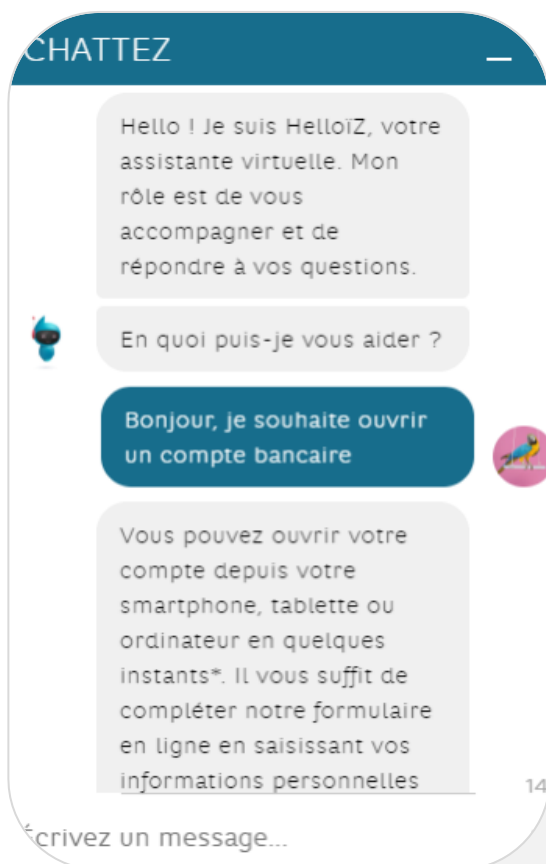 CHATTEZ
Hello ! Je suis HelloïZ, votre
assistante virtuelle. Mon
rôle est de vous
accompagner et de
répondre à vos questions.
En quoi puis-je vous aider ?
Bonjour, je souhaite ouvrir
un compte bancaire
Vous pouvez ouvrir votre
compte depuis votre
smartphone, tablette ou
ordinateur en quelques
instants*. Il vous suffit de
compléter notre formulaire
en ligne en saisissant vos
informations personnelles
14
Écrivez un message...